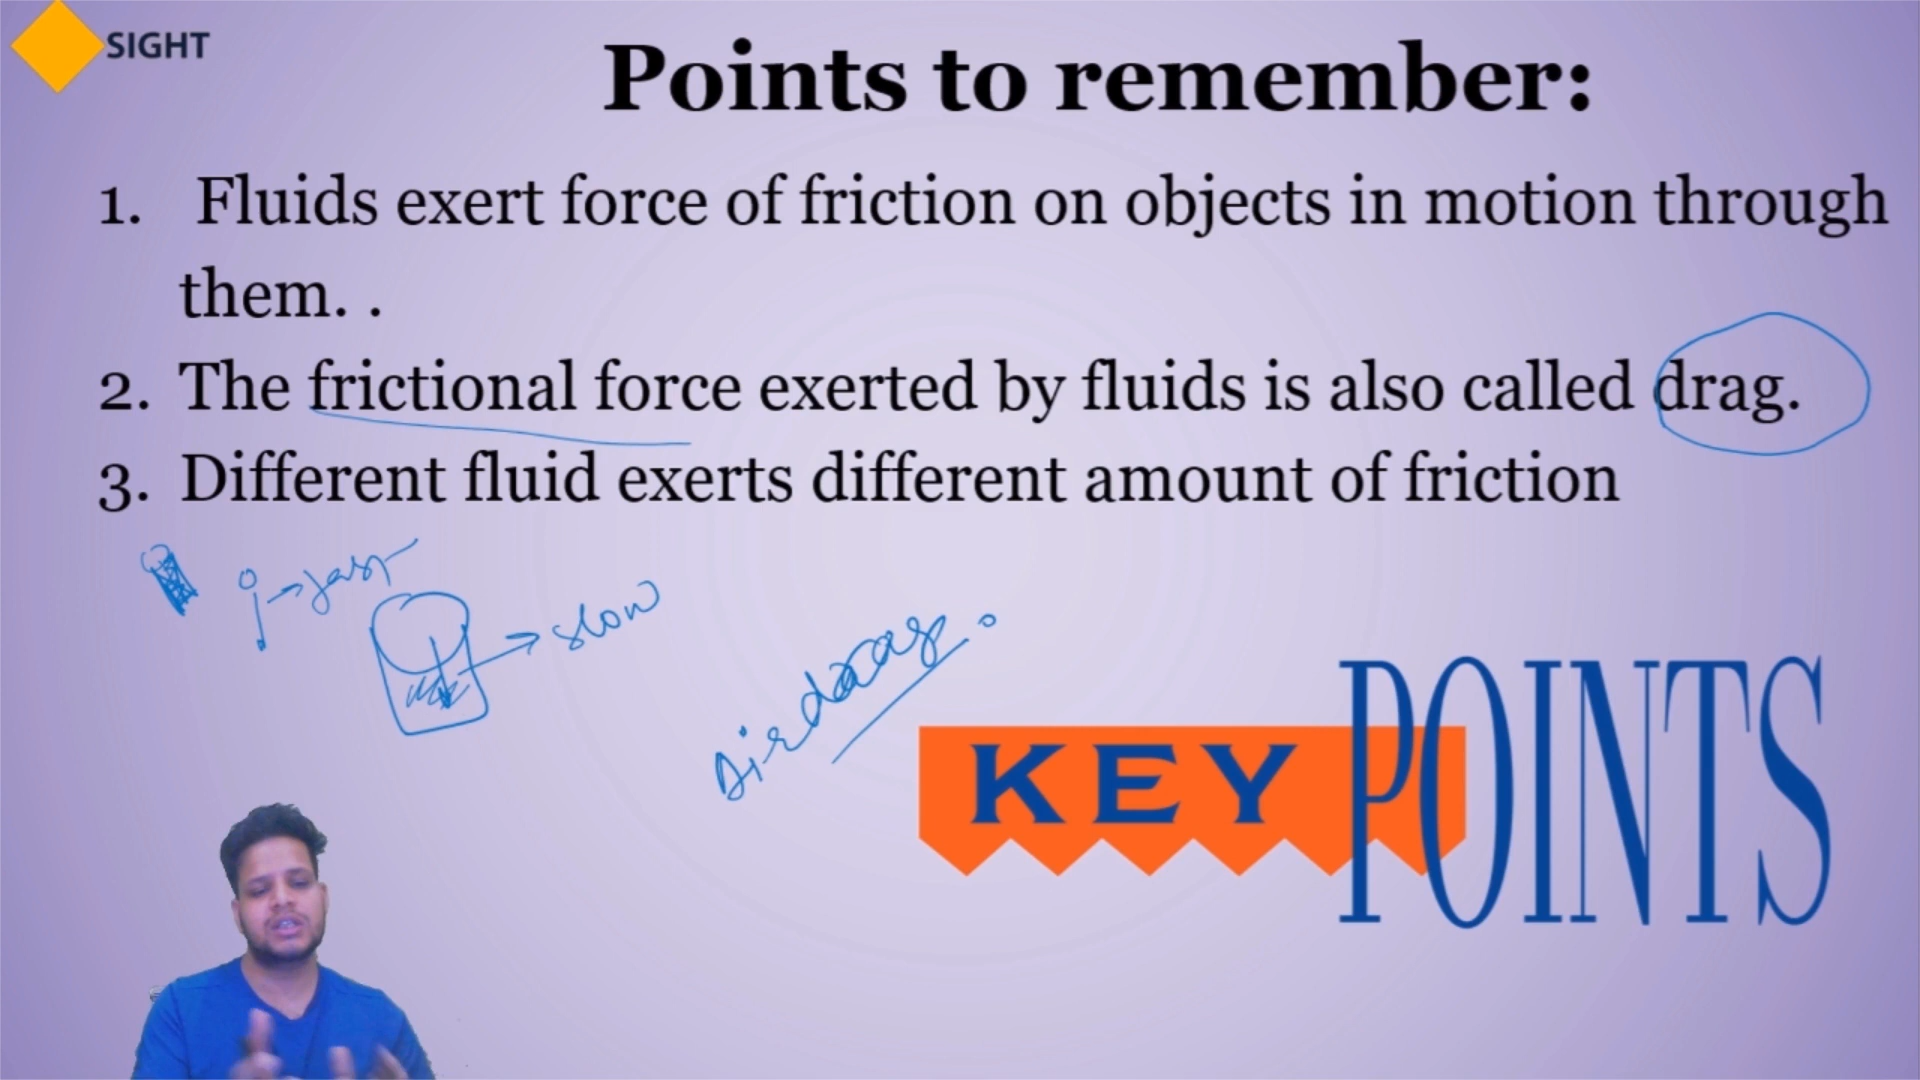 SIGHT
Points to remember:
1. Fluids exert force of friction on objects in motion through
them. .
2. The frictional force exerted by fluids is also called drag.
3. Different fluid exerts different amount of friction
fast
slow
Airdrag.
KEY POINTS